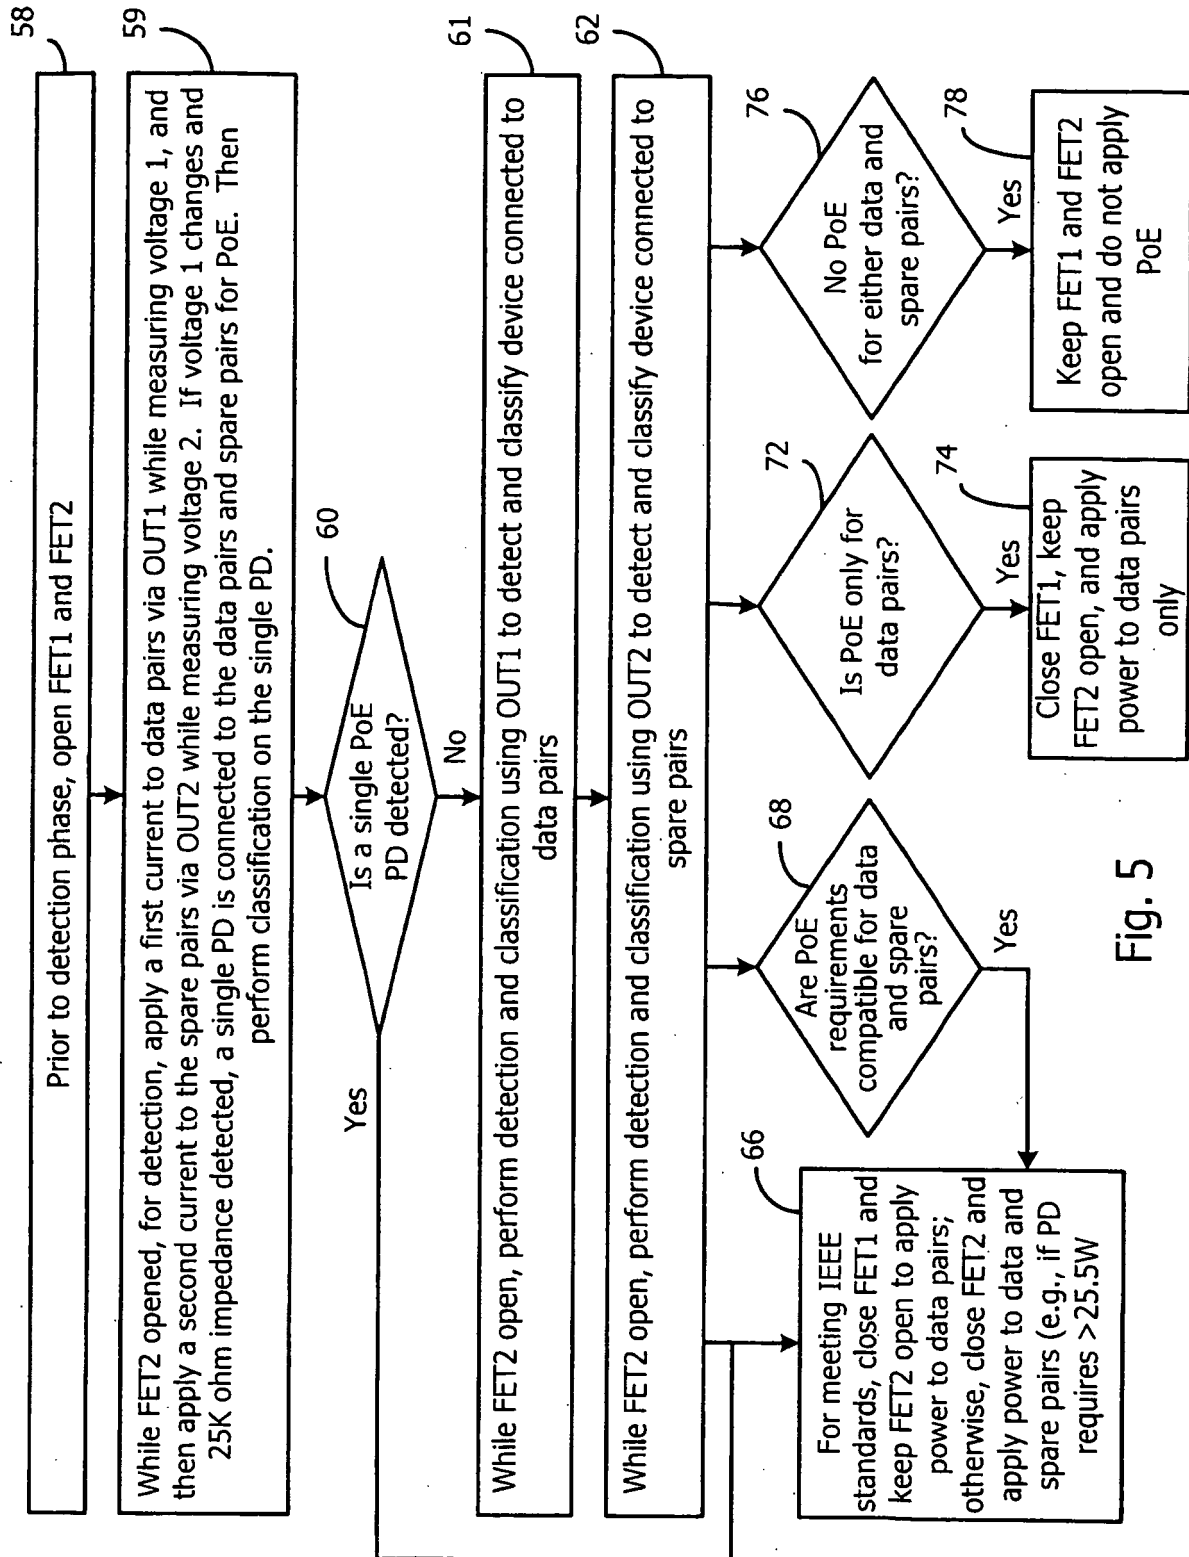 58
Prior to detection phase, open FET1 and FET2
59
While FET2 opened, for detection, apply a first current to data pairs via OUT1 while measuring voltage 1, and
then apply a second current to the spare pairs via OUT2 while measuring voltage 2. If voltage 1 changes and
25K ohm impedance detected, a single PD is connected to the data pairs and spare pairs for PoE. Then
perform classification on the single PD.
60
Is a single PoE
PD detected?
Yes
No
61
While FET2 open, perform detection and classification using OUT1 to detect and classify device connected to
data pairs
62
While FET2 open, perform detection and classification using OUT2 to detect and classify device connected to
spare pairs
66
For meeting IEEE
standards, close FET1 and
keep FET2 open to apply
power to data pairs;
otherwise, close FET2 and
apply power to data and
spare pairs (e.g., if PD
requires >25.5W
68
Are PoE
requirements
compatible for data
and spare
pairs?
Yes
72
Is PoE only for
data pairs?
Yes
74
Close FET1, keep
FET2 open, and apply
power to data pairs
only
76
No PoE
for either data and
spare pairs?
Yes
78
Keep FET1 and FET2
open and do not apply
PoE
Fig. 5